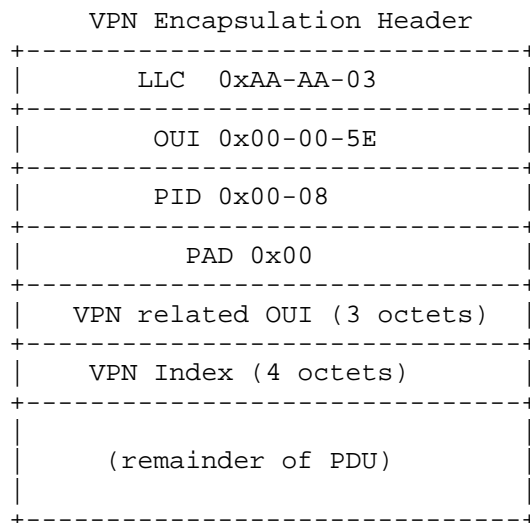 VPN Encapsulation Header
LLC 0xAA-AA-03
OUI 0x00-00-5E
PID 0x00-08
PAD 0x00
VPN related OUI (3 octets)
VPN Index (4 octets)
(remainder of PDU)